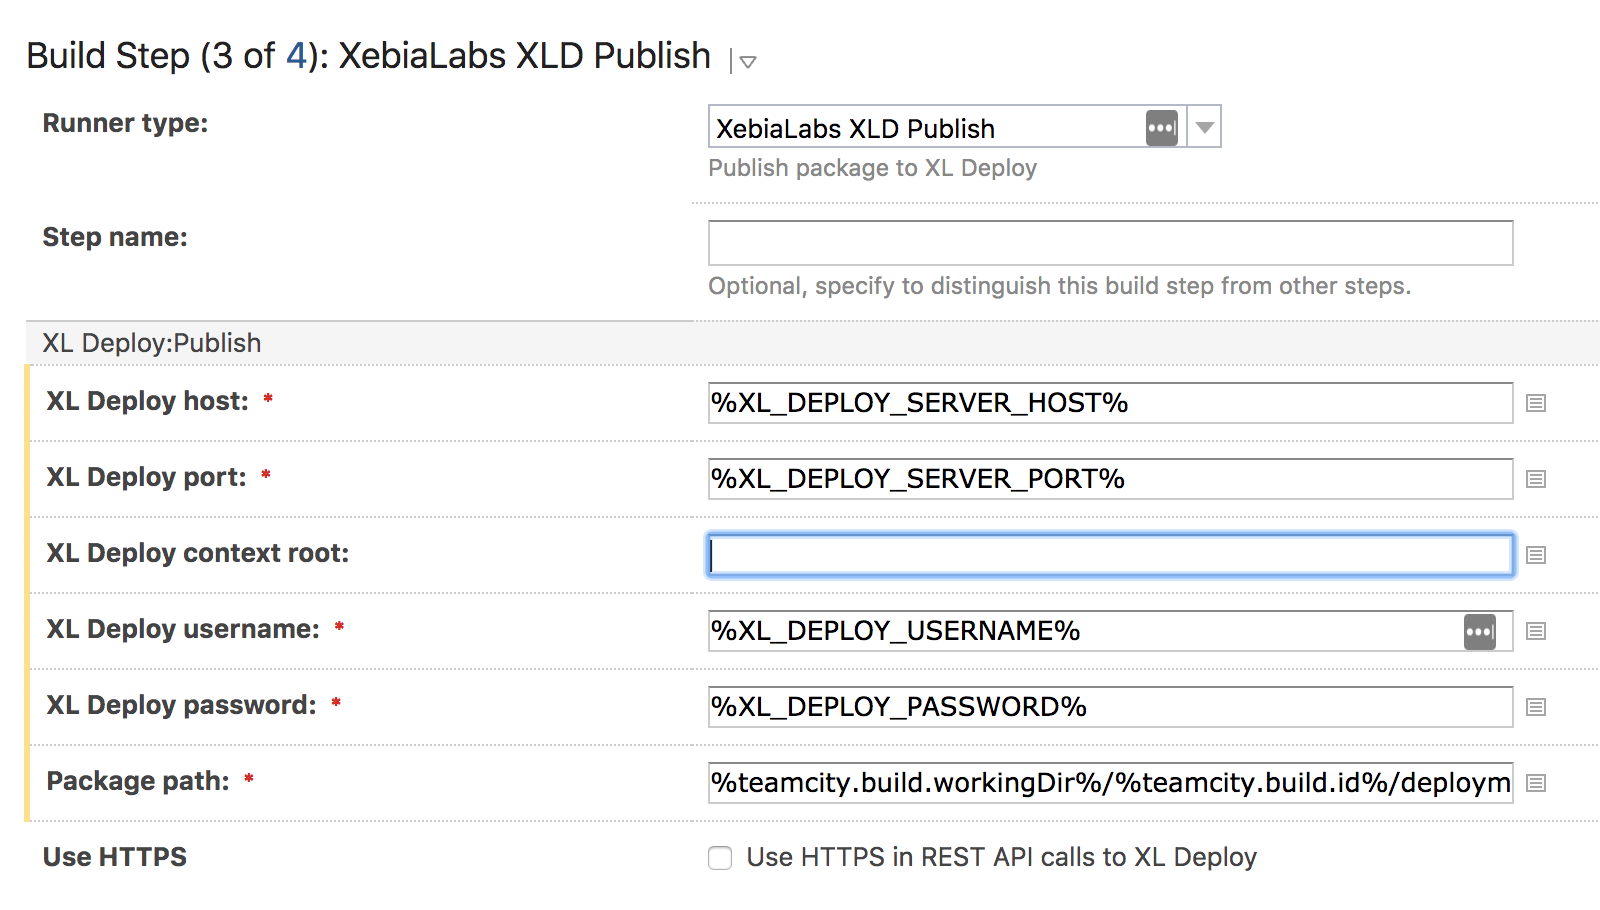 Build Step (3 of 4): XebiaLabs XLD Publish
Runner type:
XebiaLabs XLD Publish
Publish package to XL Deploy
Step name:
Optional, specify to distinguish this build step from other steps.
XL Deploy:Publish
XL Deploy host: *
%XL_DEPLOY_SERVER_HOST%
XL Deploy port: *
%XL_DEPLOY_SERVER_PORT%
XL Deploy context root:
XL Deploy username: *
%XL_DEPLOY_USERNAME%
XL Deploy password: *
%XL_DEPLOY_PASSWORD%
Package path: *
%teamcity.build.workingDir%/%teamcity.build.id%/deploym
Use HTTPS
Use HTTPS in REST API calls to XL Deploy